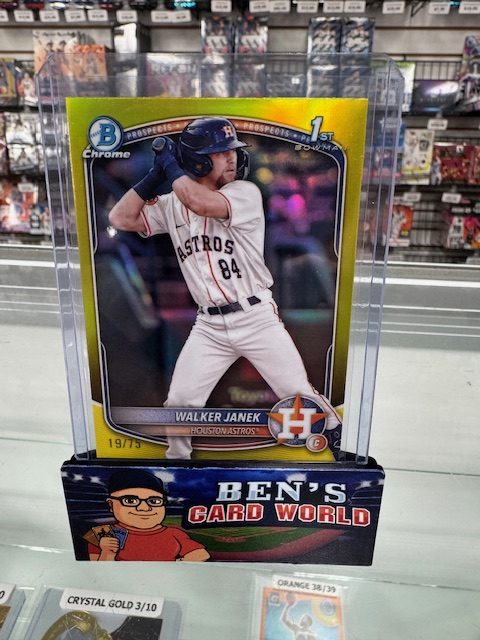 PROSPECTS
PROSPECTS
1ST
BOWMAN
B
Chrome
H
ASTROS
84
WALKER JANEK
HOUSTON ASTROS
H
C
19/75
BEN'S
CARD WORLD
CRYSTAL GOLD 3/10
ORANGE 38/39